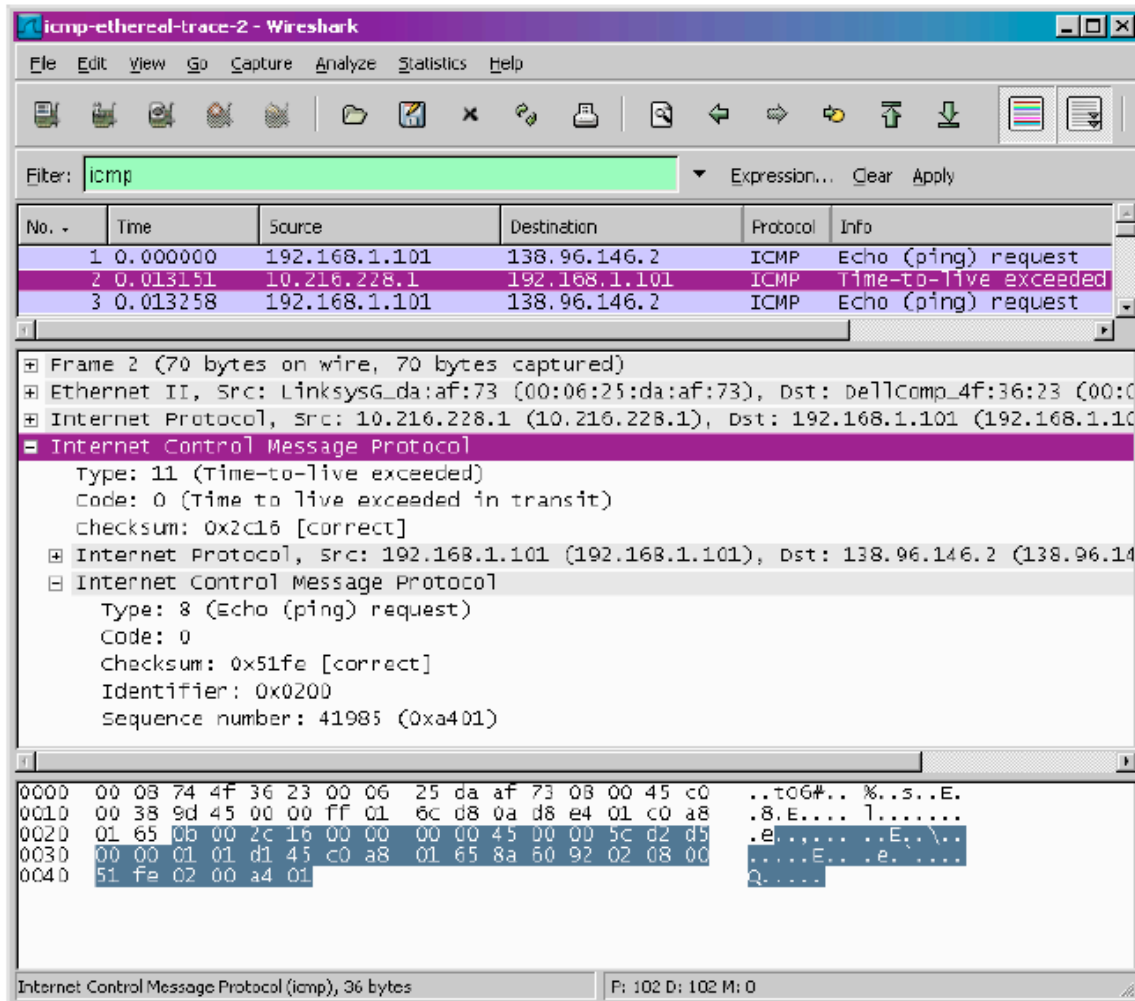 icmp-ethereal-trace-2 - Wireshark
File Edit View Go Capture Analyze Statistics Help
Filter: icmp Expression... Clear Apply
No. Time Source Destination Protocol Info
1 0.000000 192.168.1.101 138.96.146.2 ICMP Echo (ping) request
2 0.013151 10.216.228.1 192.168.1.101 ICMP Time-to-live exceeded
3 0.013258 192.168.1.101 138.96.146.2 ICMP Echo (ping) request
Frame 2 (70 bytes on wire, 70 bytes captured)
Ethernet II, Src: LinksysG_da:af:73 (00:06:25:da:af:73), Dst: DellComp_4f:36:23 (00:0
Internet Protocol, Src: 10.216.228.1 (10.216.228.1), Dst: 192.168.1.101 (192.168.1.10
Internet Control Message Protocol
Type: 11 (Time-to-live exceeded)
Code: 0 (Time to live exceeded in transit)
Checksum: 0x2c16 [correct]
Internet Protocol, Src: 192.168.1.101 (192.168.1.101), Dst: 138.96.146.2 (138.96.14
Internet Control Message Protocol
Type: 8 (Echo (ping) request)
Code: 0
Checksum: 0x51fe [correct]
Identifier: 0x0200
Sequence number: 41985 (0xa401)
0000 00 08 74 4f 36 23 00 06 25 da af 73 08 00 45 c0 ..tO6#.. %..s..E.
0010 00 38 9d 45 00 00 ff 01 6c d8 0a d8 e4 01 c0 a8 .8.E.... l.......
0020 01 65 0b 00 2c 16 00 00 00 00 45 00 00 5c d2 d5 .e..,... ..E..\..
0030 00 00 01 01 d1 45 c0 a8 01 65 8a 60 92 02 08 00 .....E.. .e.`....
0040 51 fe 02 00 a4 01 Q.....
Internet Control Message Protocol (icmp), 36 bytes P: 102 D: 102 M: 0